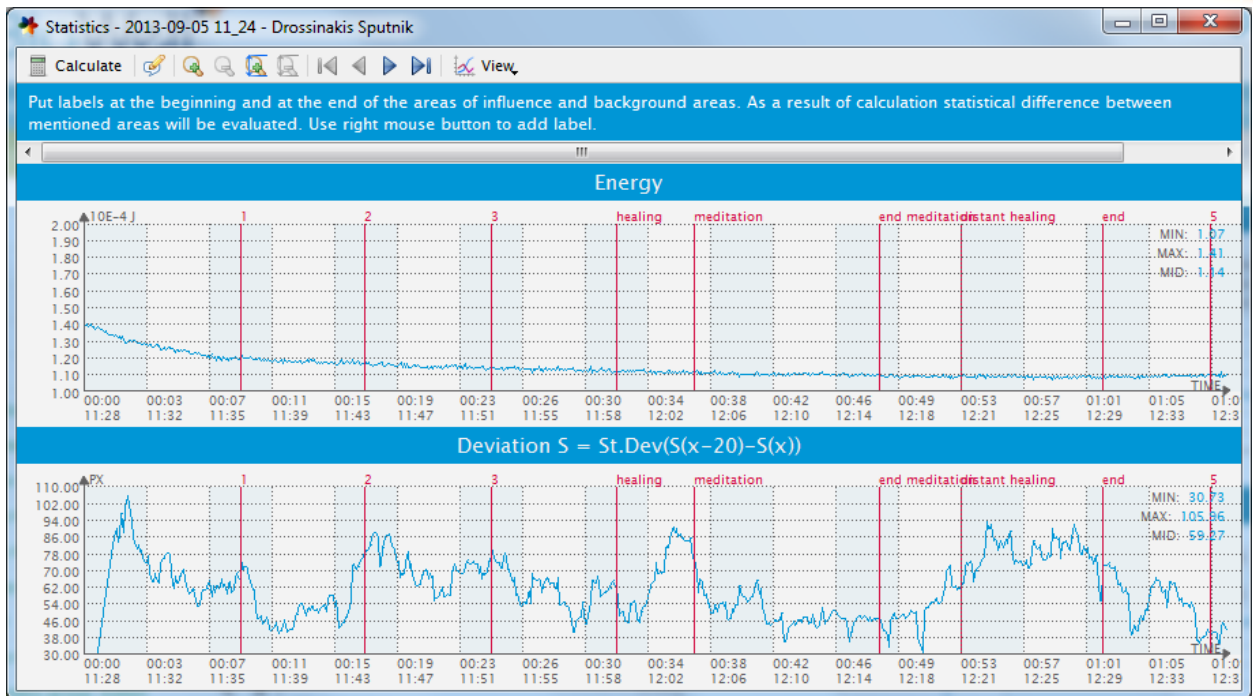 Statistics - 2013-09-05 11_24 - Drossinakis Sputnik
Calculate View
Put labels at the beginning and at the end of the areas of influence and background areas. As a result of calculation statistical difference between
mentioned areas will be evaluated. Use right mouse button to add label.
Energy
10E-4 J 1 2 3 healing meditation end meditation distant healing end 5
2.00 MIN: 1.07
1.90 MAX: 1.41
1.80 MID: 1.14
1.70
1.60
1.50
1.40
1.30
1.20
1.10
1.00 TIME
00:00 00:03 00:07 00:11 00:15 00:19 00:23 00:26 00:30 00:34 00:38 00:42 00:46 00:49 00:53 00:57 01:01 01:05 01:0
11:28 11:32 11:35 11:39 11:43 11:47 11:51 11:55 11:58 12:02 12:06 12:10 12:14 12:18 12:21 12:25 12:29 12:33 12:3
Deviation S = St.Dev(S(x-20)-S(x))
PX 1 2 3 healing meditation end meditation distant healing end 5
110.00 MIN: 30.73
102.00 MAX: 105.96
94.00 MID: 59.27
86.00
78.00
70.00
62.00
54.00
46.00
38.00
30.00 TIME
00:00 00:03 00:07 00:11 00:15 00:19 00:23 00:26 00:30 00:34 00:38 00:42 00:46 00:49 00:53 00:57 01:01 01:05 01:0
11:28 11:32 11:35 11:39 11:43 11:47 11:51 11:55 11:58 12:02 12:06 12:10 12:14 12:18 12:21 12:25 12:29 12:33 12:3